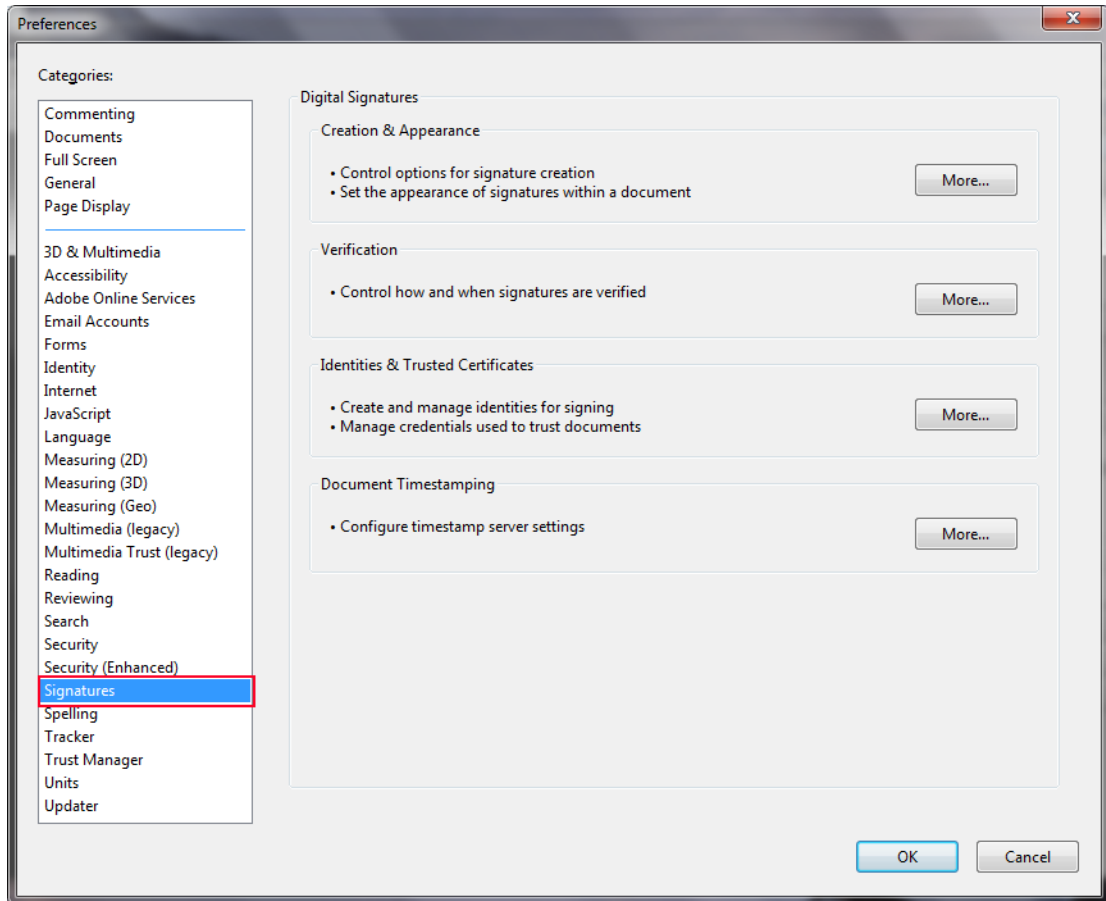 Preferences
Categories:
Commenting
Documents
Full Screen
General
Page Display
3D & Multimedia
Accessibility
Adobe Online Services
Email Accounts
Forms
Identity
Internet
JavaScript
Language
Measuring (2D)
Measuring (3D)
Measuring (Geo)
Multimedia (legacy)
Multimedia Trust (legacy)
Reading
Reviewing
Search
Security
Security (Enhanced)
Signatures
Spelling
Tracker
Trust Manager
Units
Updater
Digital Signatures
Creation & Appearance
• Control options for signature creation
• Set the appearance of signatures within a document
More...
Verification
• Control how and when signatures are verified
More...
Identities & Trusted Certificates
• Create and manage identities for signing
• Manage credentials used to trust documents
More...
Document Timestamping
• Configure timestamp server settings
More...
OK
Cancel